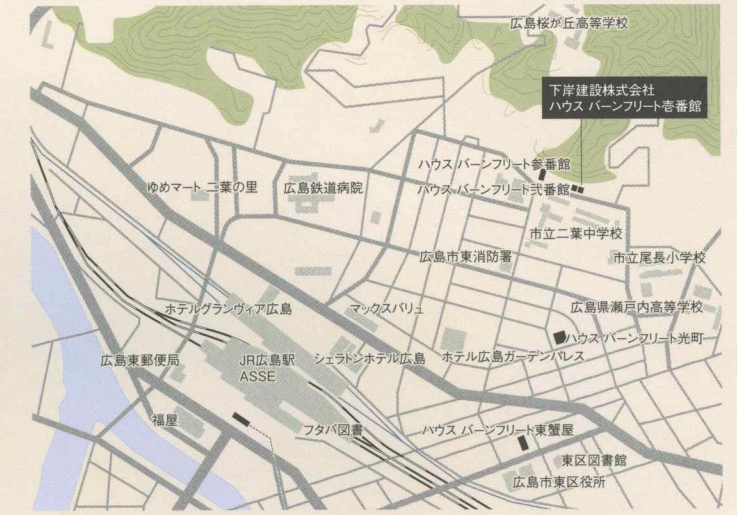 広島桜が丘高等学校
下岸建設株式会社
ハウス バーンフリート壱番館
ハウス バーンフリート参番館
ゆめマート 二葉の里
広島鉄道病院
ハウス バーンフリート弐番館
市立二葉中学校
広島市東消防署
市立尾長小学校
ホテルグランヴィア広島
マックスバリュ
広島県瀬戸内高等学校
ハウス バーンフリート光町
広島東郵便局
JR広島駅
ASSE
シェラトンホテル広島
ホテル広島ガーデンパレス
福屋
フタバ図書
ハウス バーンフリート東蟹屋
東区図書館
広島市東区役所